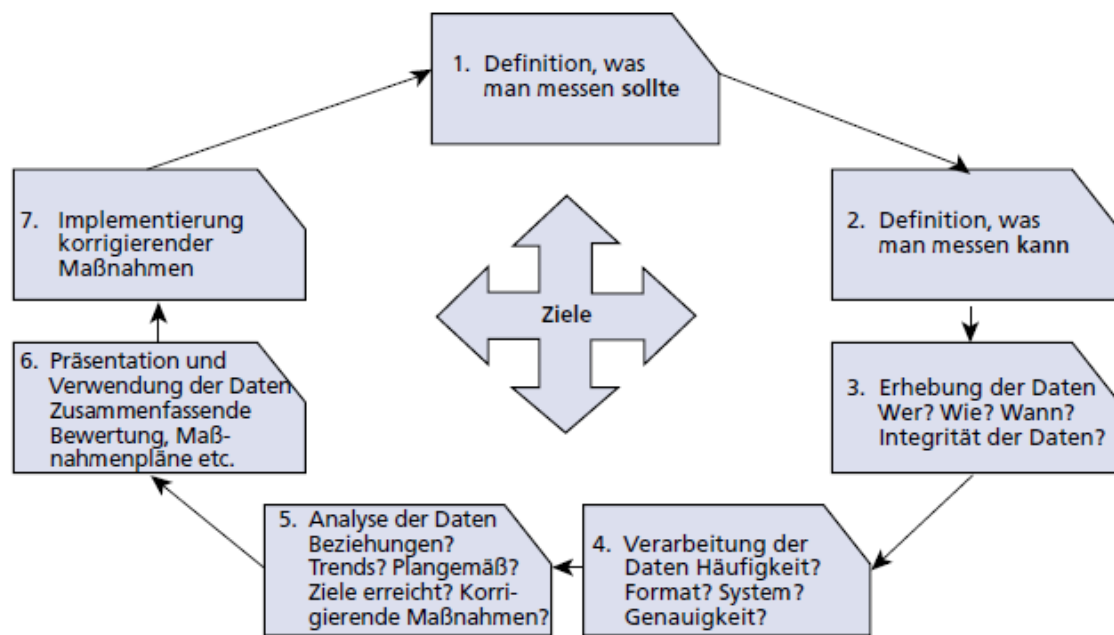 1. Definition, was
man messen sollte
2. Definition, was
man messen kann
3. Erhebung der Daten
Wer? Wie? Wann?
Integrität der Daten?
4. Verarbeitung der
Daten Häufigkeit?
Format? System?
Genauigkeit?
5. Analyse der Daten
Beziehungen?
Trends? Plangemäß?
Ziele erreicht? Korri-
gierende Maßnahmen?
6. Präsentation und
Verwendung der Daten
Zusammenfassende
Bewertung, Maß-
nahmenpläne etc.
7. Implementierung
korrigierender
Maßnahmen
Ziele